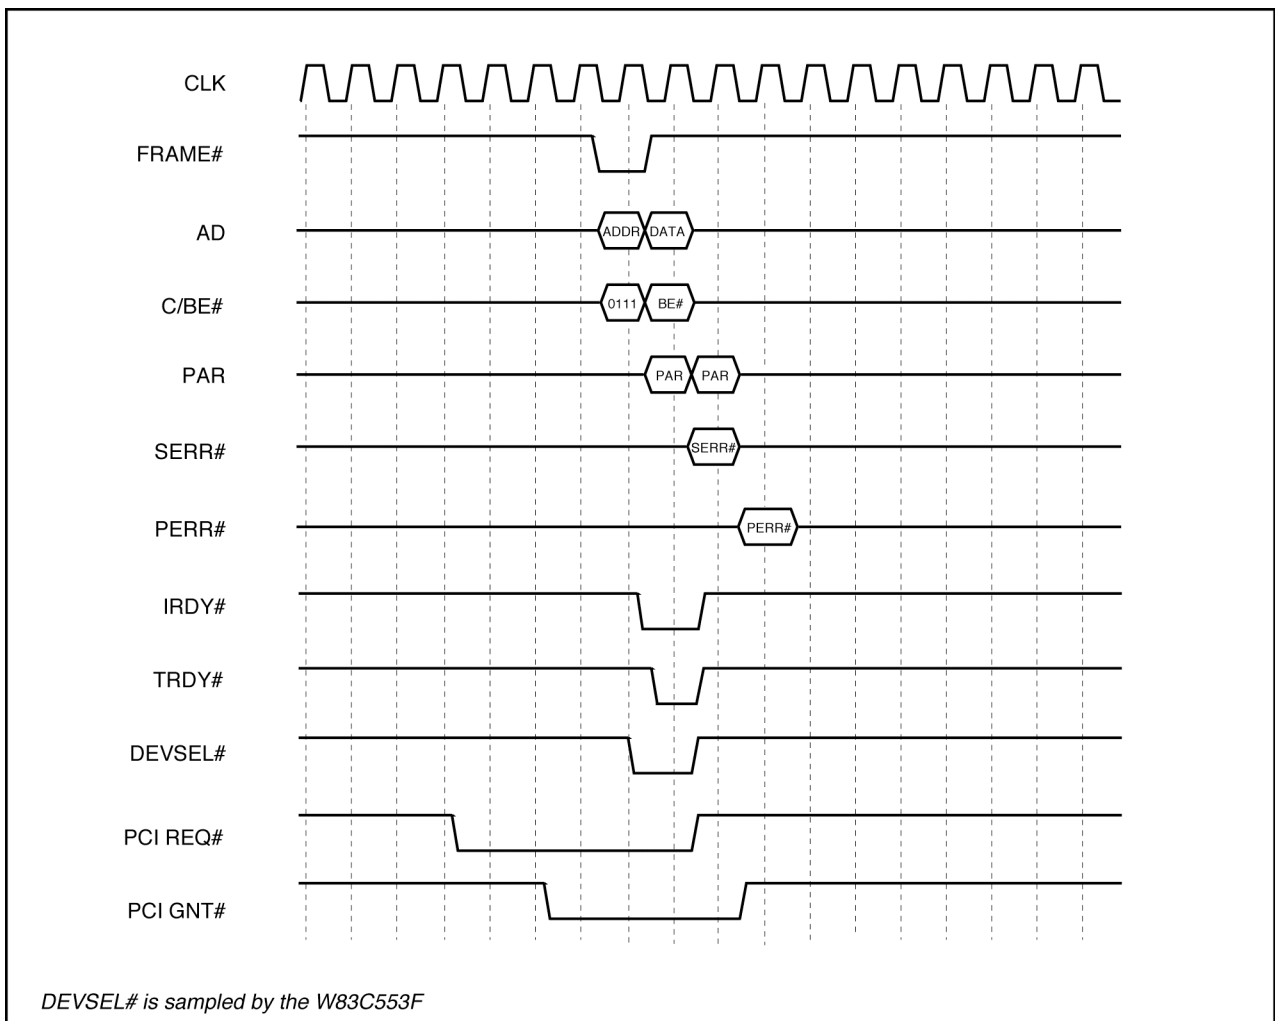 CLK
FRAME#
AD
ADDR DATA
C/BE#
0111 BE#
PAR
PAR PAR
SERR#
SERR#
PERR#
PERR#
IRDY#
TRDY#
DEVSEL#
PCI REQ#
PCI GNT#
DEVSEL# is sampled by the W83C553F